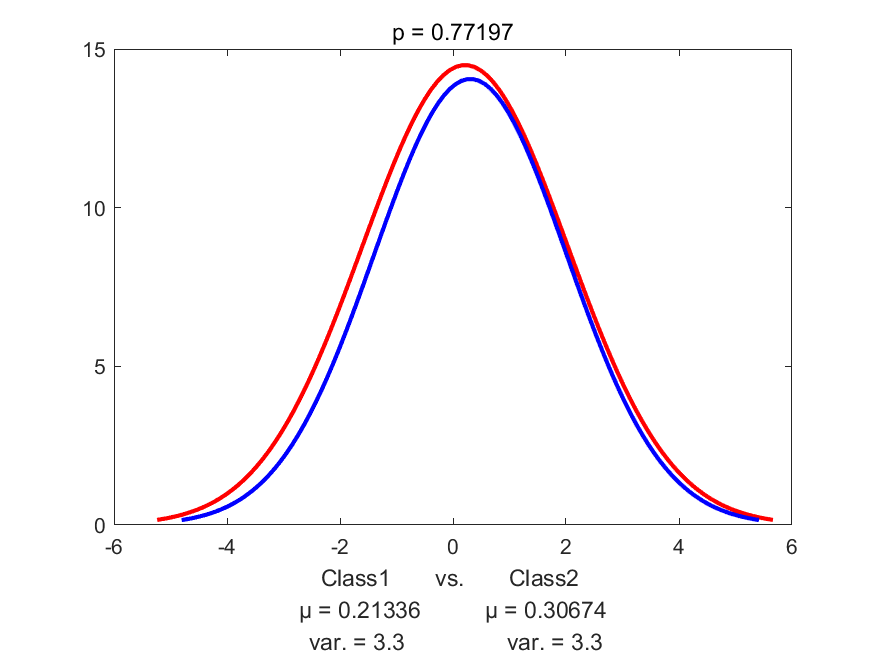 p = 0.77197
15
10
5
0
-6 -4 -2 0 2 4 6
Class1 vs. Class2
μ = 0.21336 μ = 0.30674
var. = 3.3 var. = 3.3